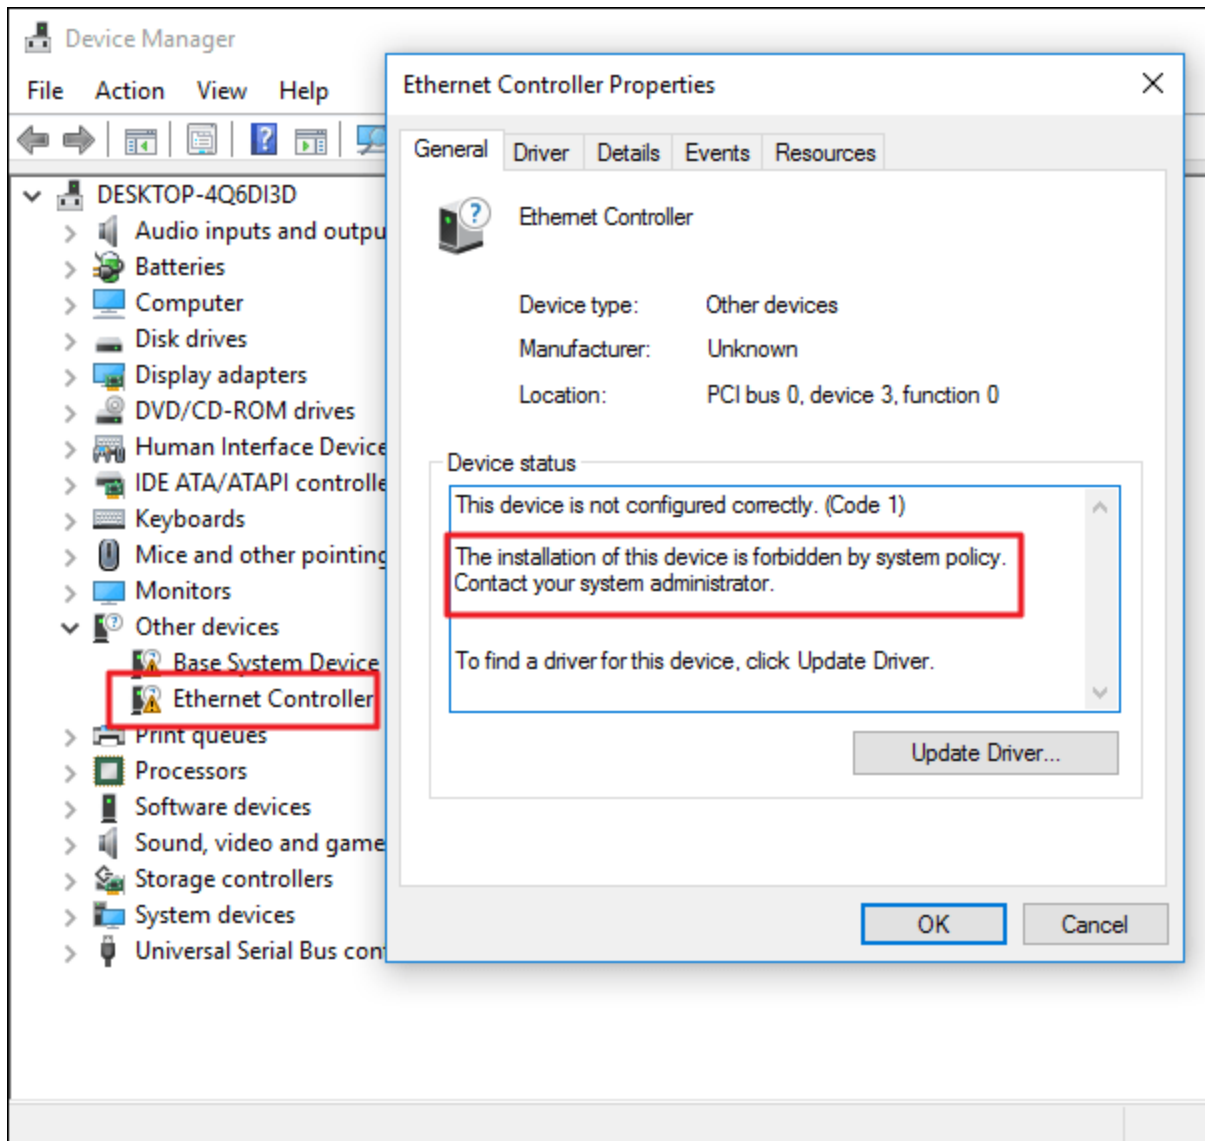 Device Manager
File Action View Help
DESKTOP-4Q6DI3D
Audio inputs and outpu
Batteries
Computer
Disk drives
Display adapters
DVD/CD-ROM drives
Human Interface Device
IDE ATA/ATAPI controlle
Keyboards
Mice and other pointing
Monitors
Other devices
Base System Device
Ethernet Controller
Print queues
Processors
Software devices
Sound, video and game
Storage controllers
System devices
Universal Serial Bus con
Ethernet Controller Properties
General Driver Details Events Resources
Ethernet Controller
Device type: Other devices
Manufacturer: Unknown
Location: PCI bus 0, device 3, function 0
Device status
This device is not configured correctly. (Code 1)
The installation of this device is forbidden by system policy.
Contact your system administrator.
To find a driver for this device, click Update Driver.
Update Driver...
OK Cancel